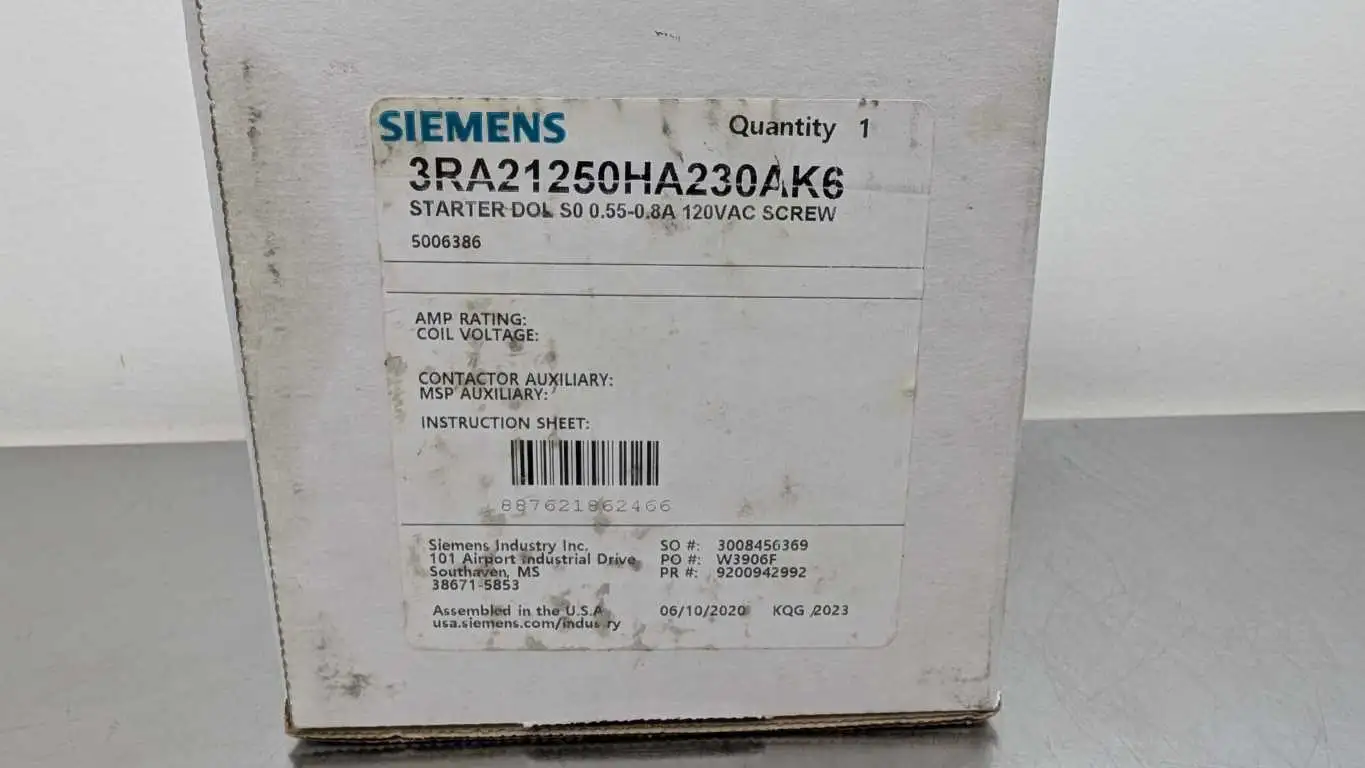 SIEMENS
Quantity 1
3RA21250HA230AK6
STARTER DOL S0 0.55-0.8A 120VAC SCREW
5006386
AMP RATING:
COIL VOLTAGE:
CONTACTOR AUXILIARY:
MSP AUXILIARY:
INSTRUCTION SHEET:
887621862466
Siemens Industry Inc. SO #: 3008456369
101 Airport Industrial Drive PO #: W3906F
Southaven, MS PR #: 9200942992
38671-5853
Assembled in the U.S.A 06/10/2020 KQG /2023
usa.siemens.com/industry